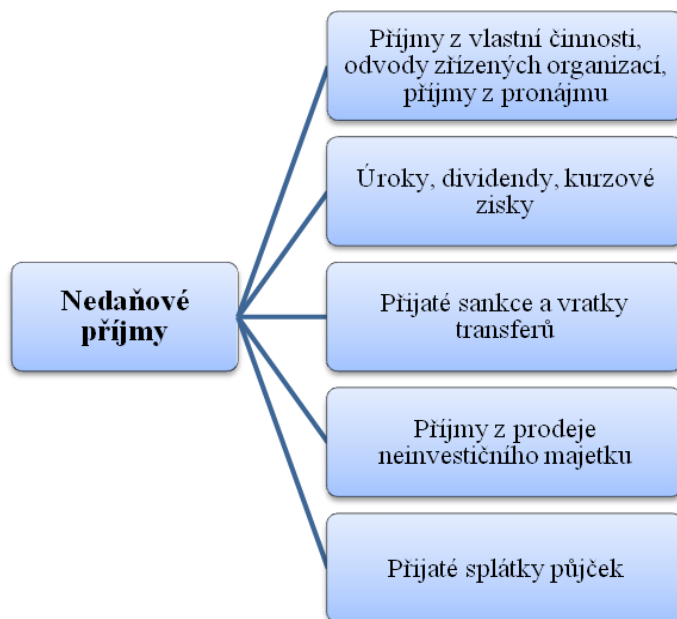 Příjmy z vlastní činnosti,
odvody zřízených organizací,
příjmy z pronájmu
Úroky, dividendy, kurzové
zisky
Nedaňové
příjmy
Přijaté sankce a vratky
transferů
Příjmy z prodeje
neinvestičního majetku
Přijaté splátky půjček